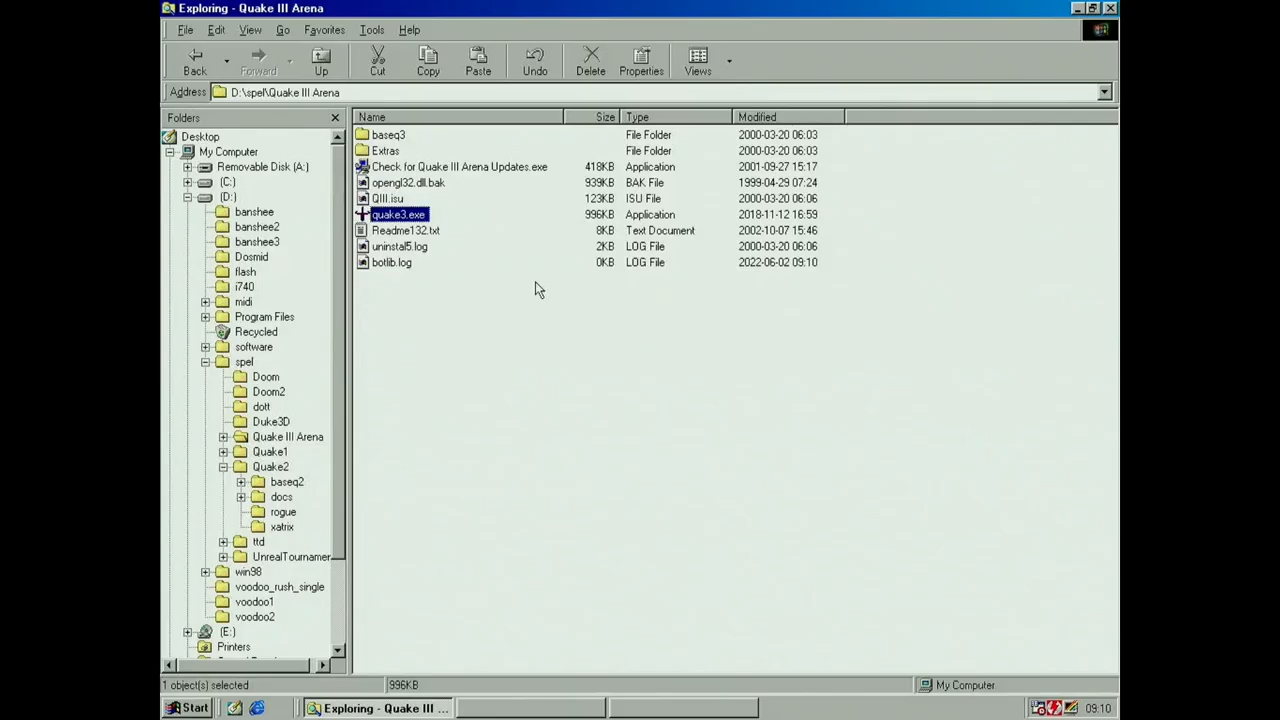 Exploring - Quake III Arena
File Edit View Go Favorites Tools Help
Back Forward Up Cut Copy Paste Undo Delete Properties Views
Address D:\spel\Quake III Arena
Folders
Desktop
My Computer
Removable Disk (A:)
(C:)
(D:)
banshee
banshee2
banshee3
Dosmid
flash
i740
midi
Program Files
Recycled
software
spel
Doom
Doom2
dott
Duke3D
Quake III Arena
Quake1
Quake2
baseq2
docs
rogue
xatrix
ttd
UnrealTournamer
win98
voodoo_rush_single
voodoo1
voodoo2
(E:)
Printers
Name Size Type Modified
baseq3 File Folder 2000-03-20 06:03
Extras File Folder 2000-03-20 06:03
Check for Quake III Arena Updates.exe 418KB Application 2001-09-27 15:17
opengl32.dll.bak 939KB BAK File 1999-04-29 07:24
QIII.isu 123KB ISU File 2000-03-20 06:06
quake3.exe 996KB Application 2018-11-12 16:59
Readme132.txt 8KB Text Document 2002-10-07 15:46
uninstal5.log 2KB LOG File 2000-03-20 06:06
botlib.log 0KB LOG File 2022-06-02 09:10
1 object(s) selected 996KB My Computer
Start Exploring - Quake III ... 09:10